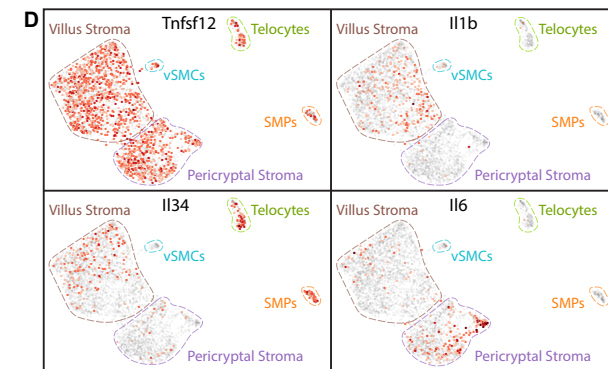 D
Villus Stroma Tnfsf12 Telocytes
vSMCs
SMPs
Pericryptal Stroma
Villus Stroma Il1b Telocytes
vSMCs
SMPs
Pericryptal Stroma
Villus Stroma Il34 Telocytes
vSMCs
SMPs
Pericryptal Stroma
Villus Stroma Il6 Telocytes
vSMCs
SMPs
Pericryptal Stroma